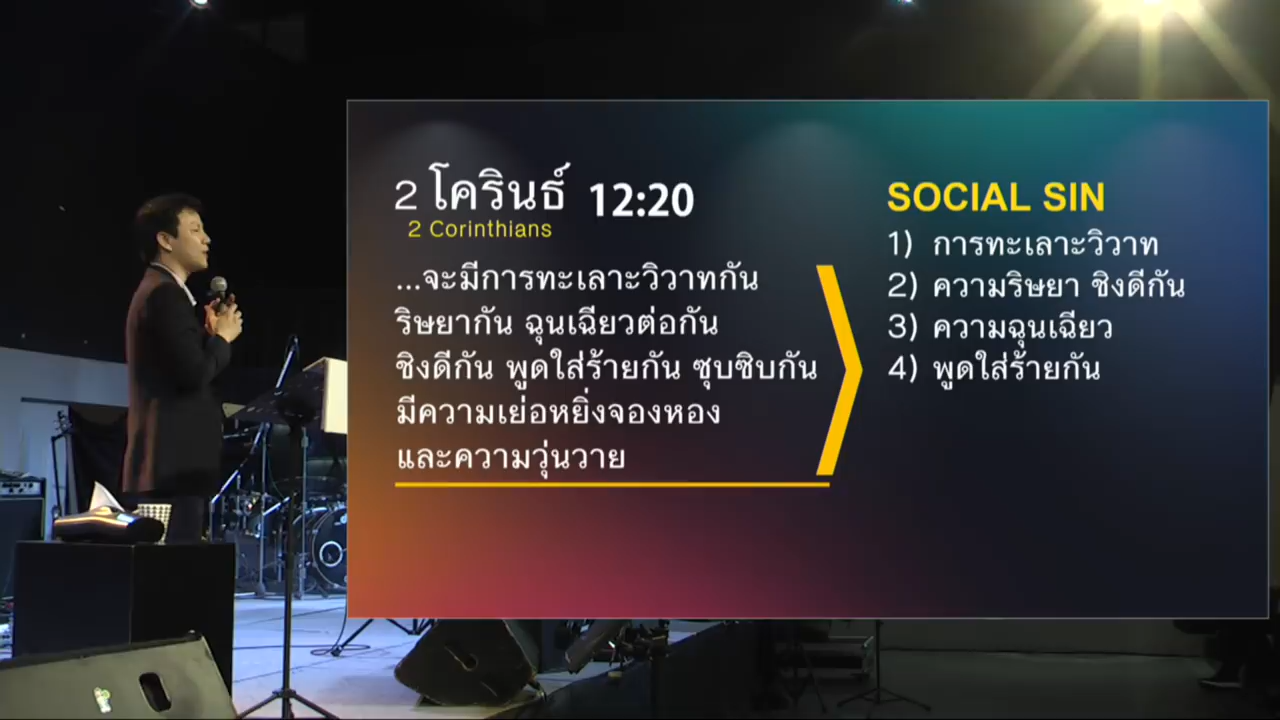 2 โครินธ์ 12:20
2 Corinthians
...จะมีการทะเลาะวิวาทกัน
ริษยากัน ฉุนเฉียวต่อกัน
ชิงดีกัน พูดใส่ร้ายกัน ซุบซิบกัน
มีความเย่อหยิ่งจองหอง
และความวุ่นวาย
SOCIAL SIN
1) การทะเลาะวิวาท
2) ความริษยา ชิงดีกัน
3) ความฉุนเฉียว
4) พูดใส่ร้ายกัน